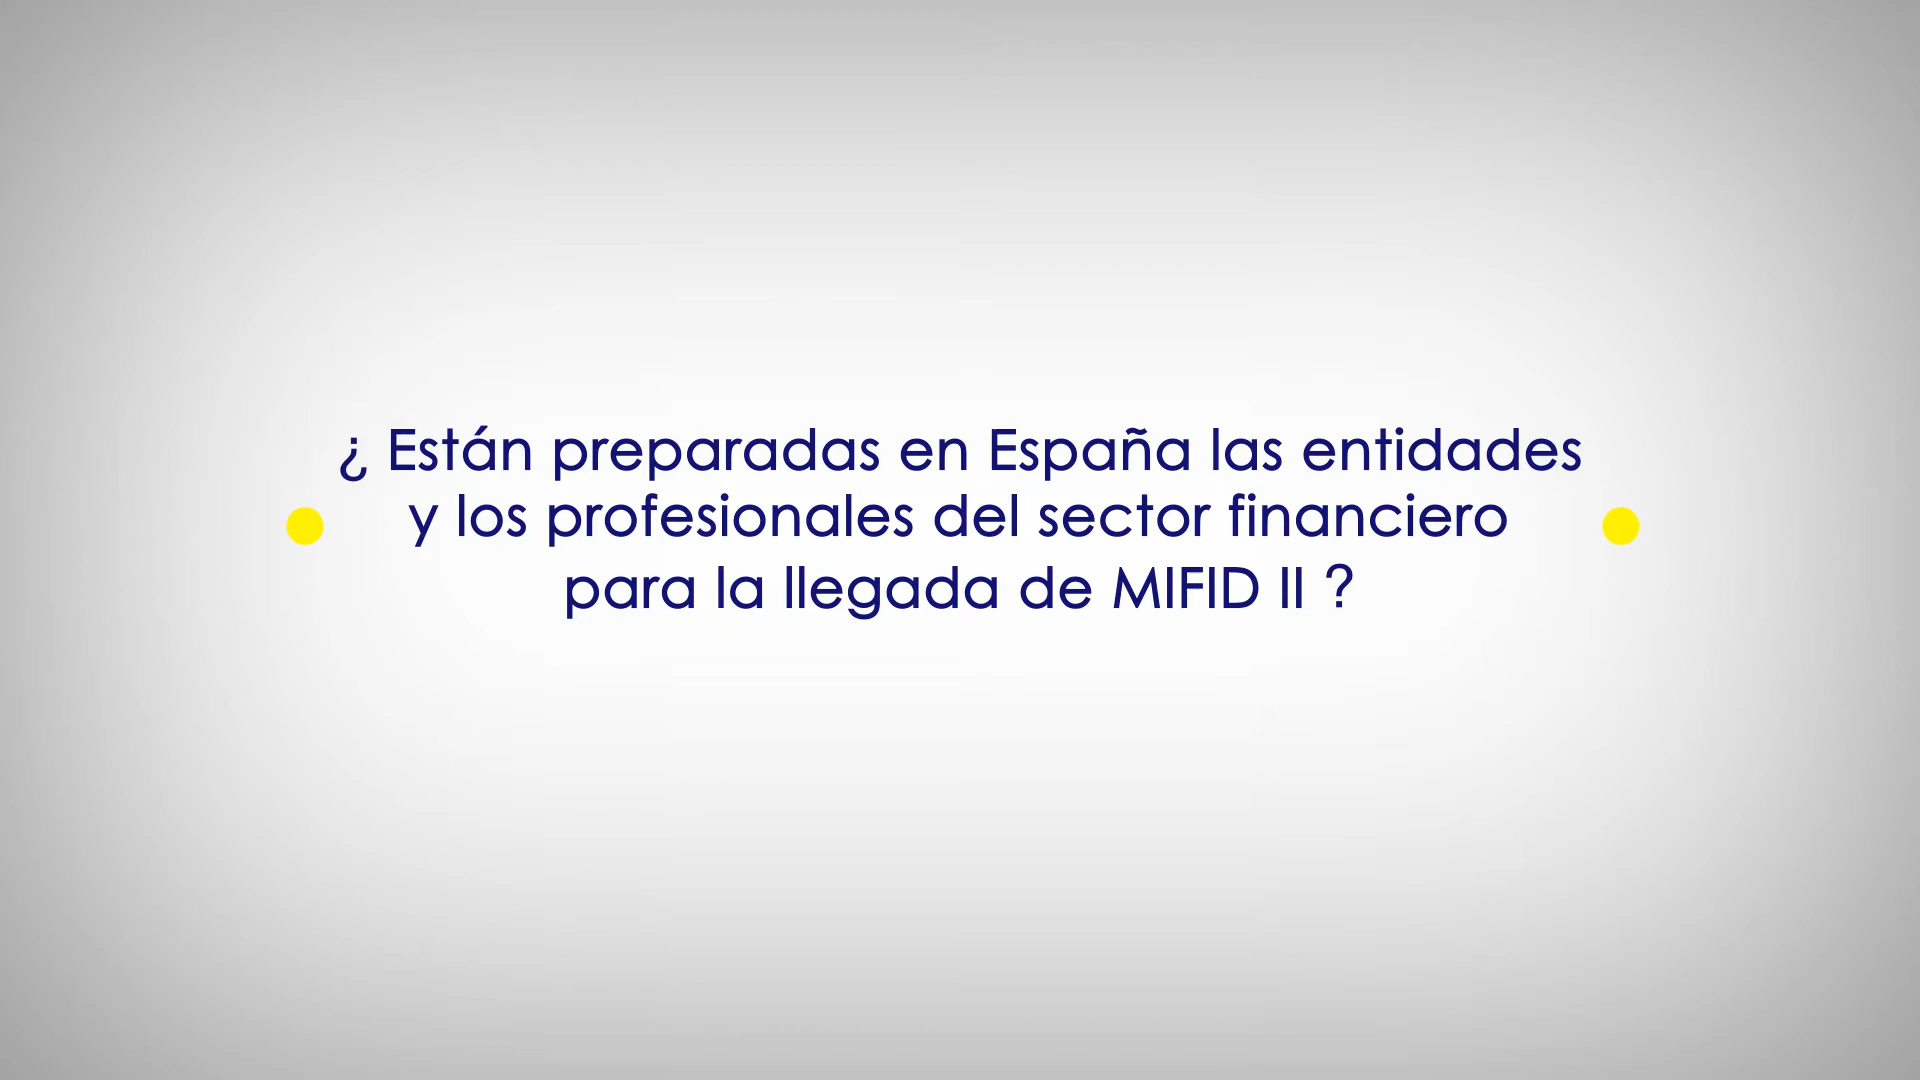 ¿ Están preparadas en España las entidades
y los profesionales del sector financiero
para la llegada de MIFID II ?